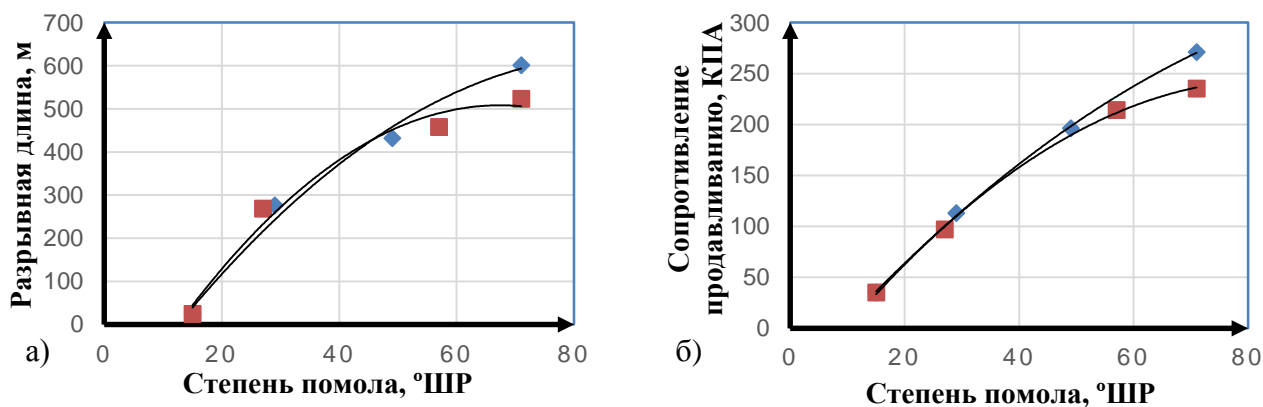 700
600
500
400
300
200
100
0
Разрывная длина, м
0 20 40 60 80
Степень помола, ºШР
а)
300
250
200
150
100
50
0
Сопротивление
продавливанию, КПА
0 20 40 60 80
Степень помола, ºШР
б)